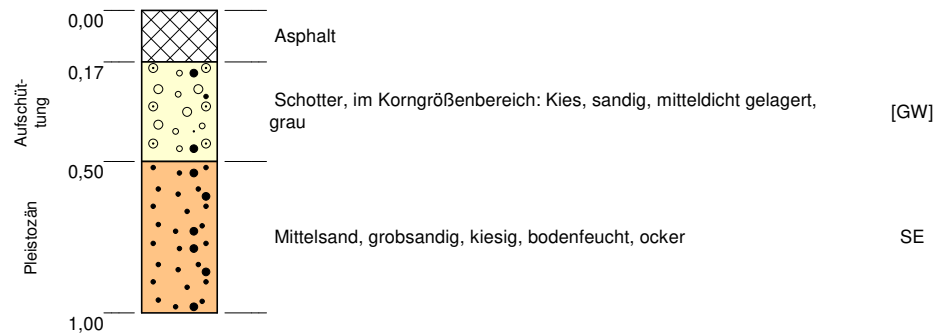 0,00
Asphalt
0,17
Aufschüt-
tung
Schotter, im Korngrößenbereich: Kies, sandig, mitteldicht gelagert,
grau
[GW]
0,50
Pleistozän
Mittelsand, grobsandig, kiesig, bodenfeucht, ocker
SE
1,00